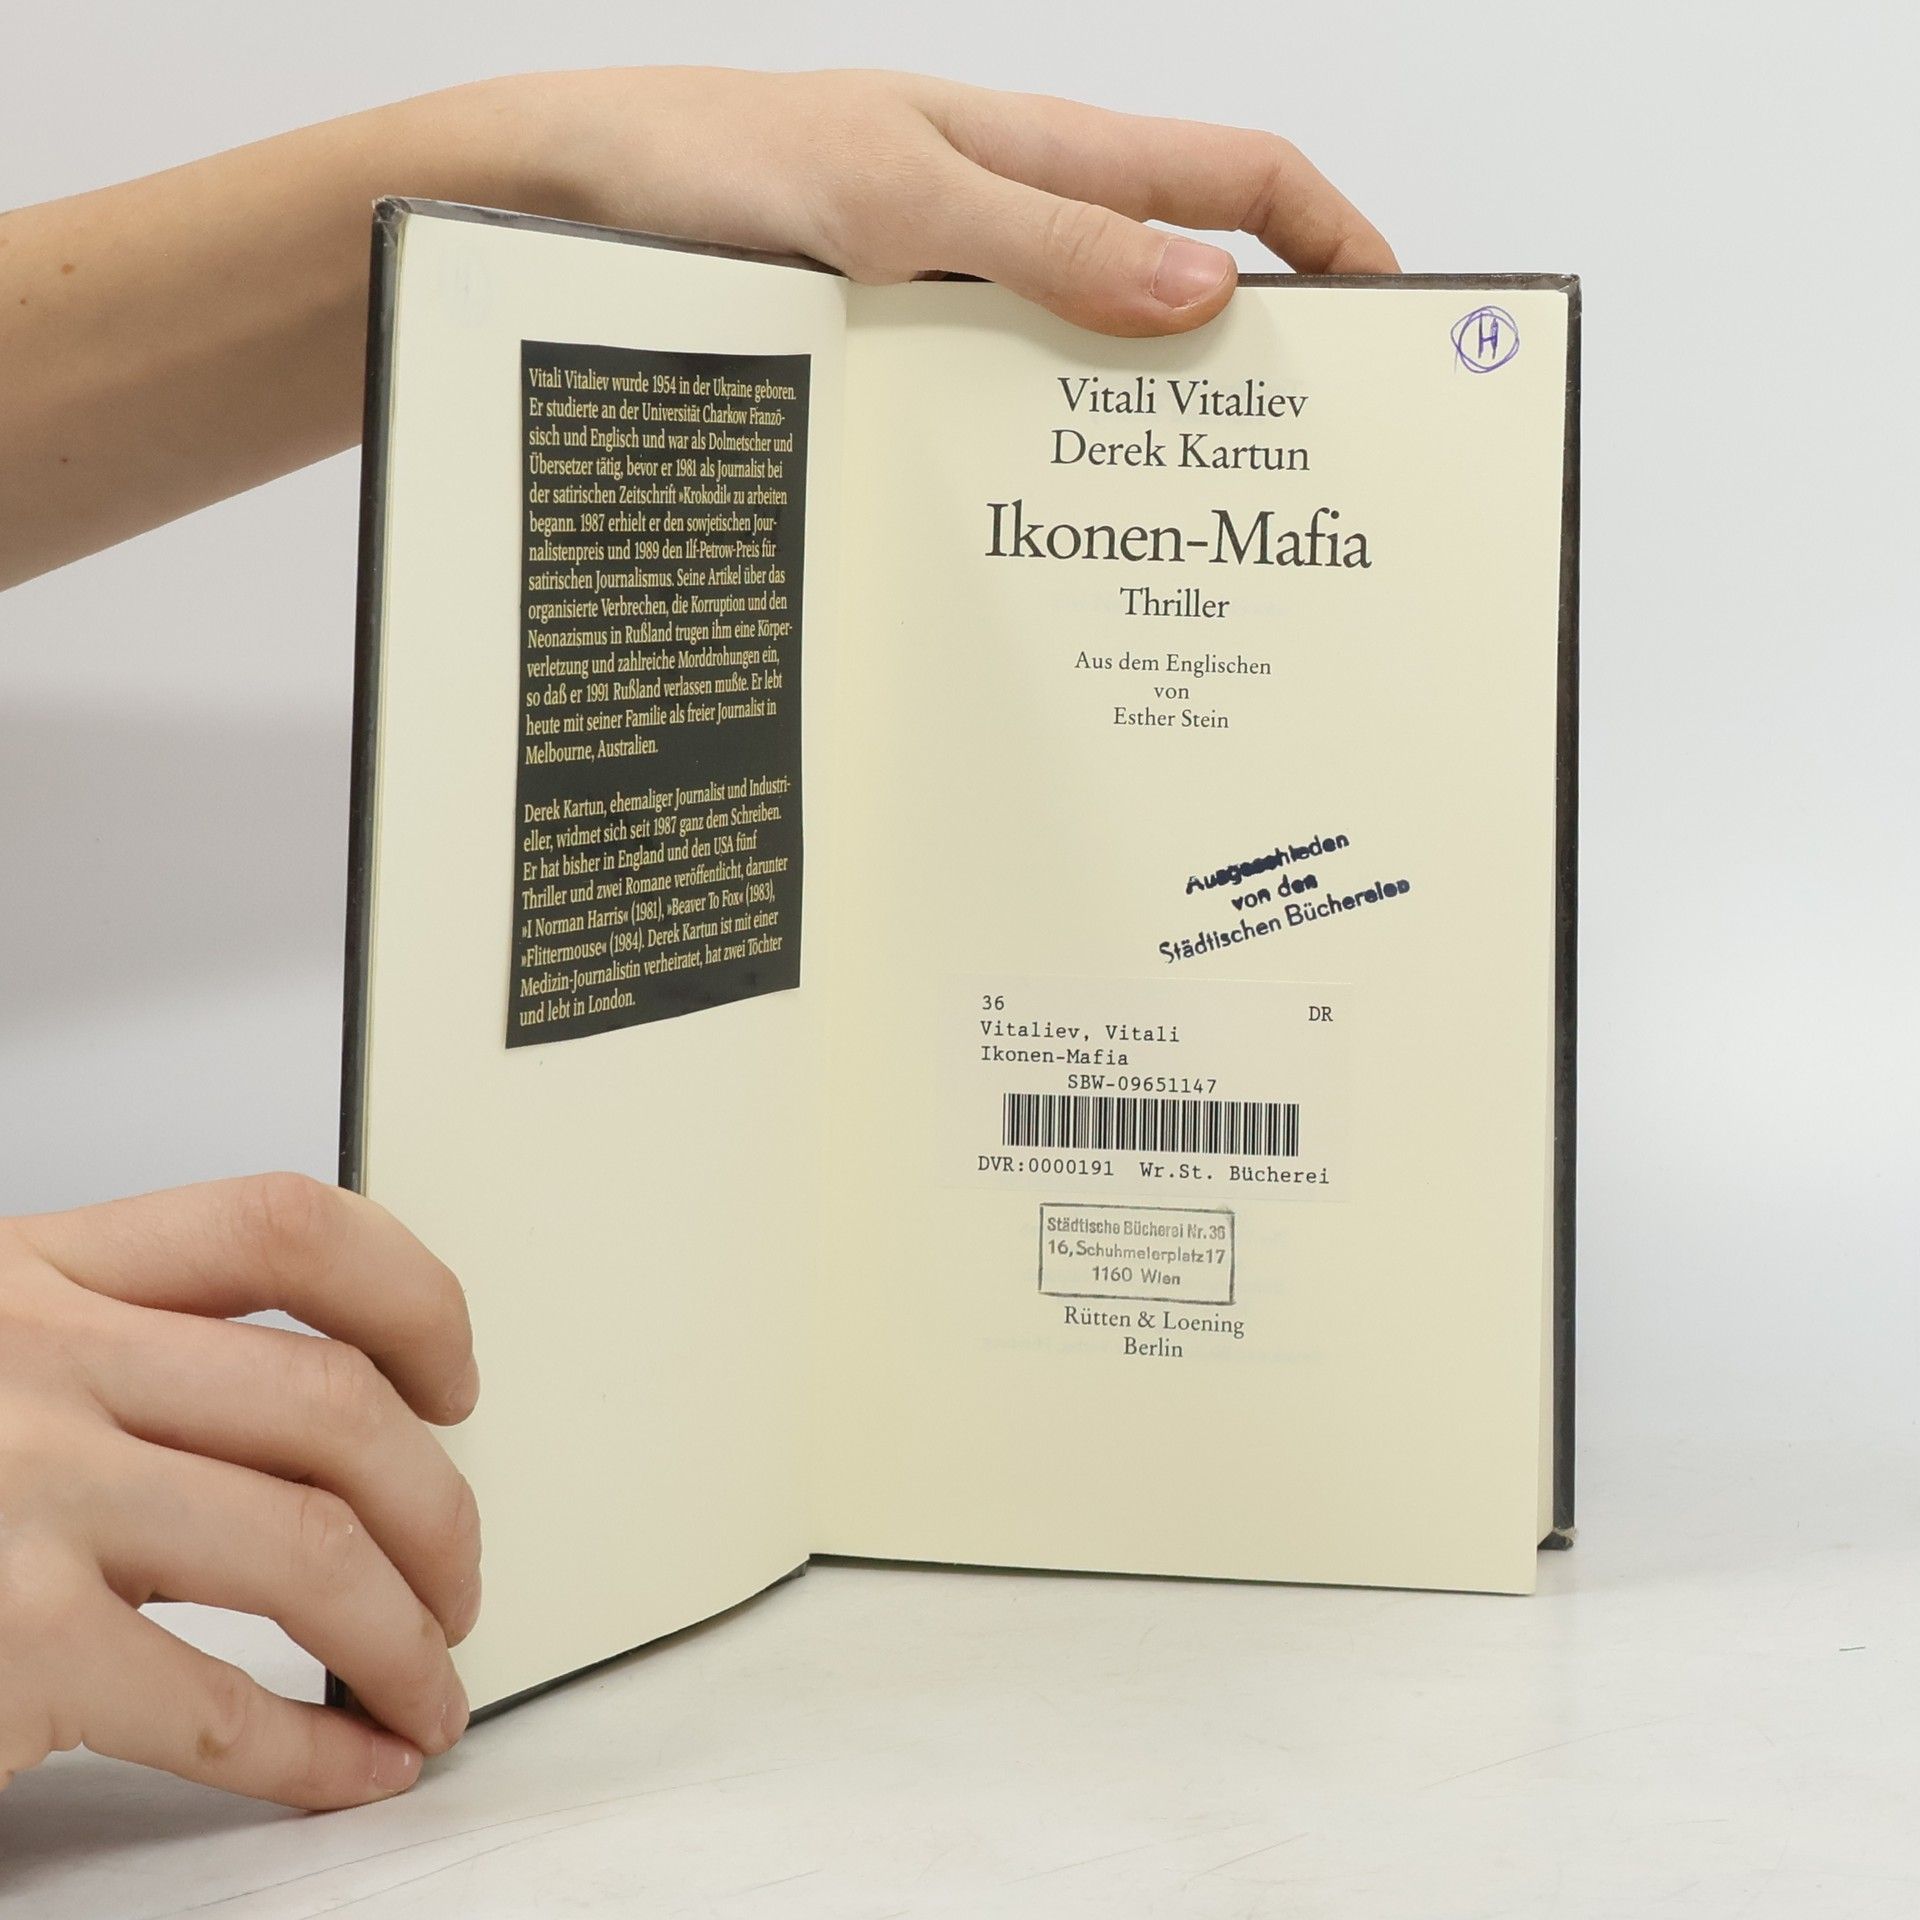 Vitali Vitaliev wurde 1954 in der Ukraine geboren.
Er studierte an der Universität Charkow Franzö-
sisch und Englisch und war als Dolmetscher und
Übersetzer tätig, bevor er 1981 als Journalist bei
der satirischen Zeitschrift »Krokodil« zu arbeiten
begann. 1987 erhielt er den sowjetischen Jour-
nalistenpreis und 1989 den Ilf-Petrow-Preis für
satirischen Journalismus. Seine Artikel über das
organisierte Verbrechen, die Korruption und den
Neonazismus in Rußland trugen ihm eine Körper-
verletzung und zahlreiche Morddrohungen ein,
so daß er 1991 Rußland verlassen mußte. Er lebt
heute mit seiner Familie als freier Journalist in
Melbourne, Australien.
Derek Kartun, ehemaliger Journalist und Industri-
eller, widmet sich seit 1987 ganz dem Schreiben.
Er hat bisher in England und den USA fünf
Thriller und zwei Romane veröffentlicht, darunter
»I Norman Harris« (1981), »Beaver To Fox« (1983),
»Flittermouse« (1984). Derek Kartun ist mit einer
Medizin-Journalistin verheiratet, hat zwei Töchter
und lebt in London.
H
Vitali Vitaliev
Derek Kartun
Ikonen-Mafia
Thriller
Aus dem Englischen
von
Esther Stein
Ausgeschieden
von den
Städtischen Büchereien
36 DR
Vitaliev, Vitali
Ikonen-Mafia
SBW-09651147
DVR:0000191 Wr.St. Bücherei
Städtische Bücherei Nr. 36
16, Schuhmeierplatz 17
1160 Wien
Rütten & Loening
Berlin